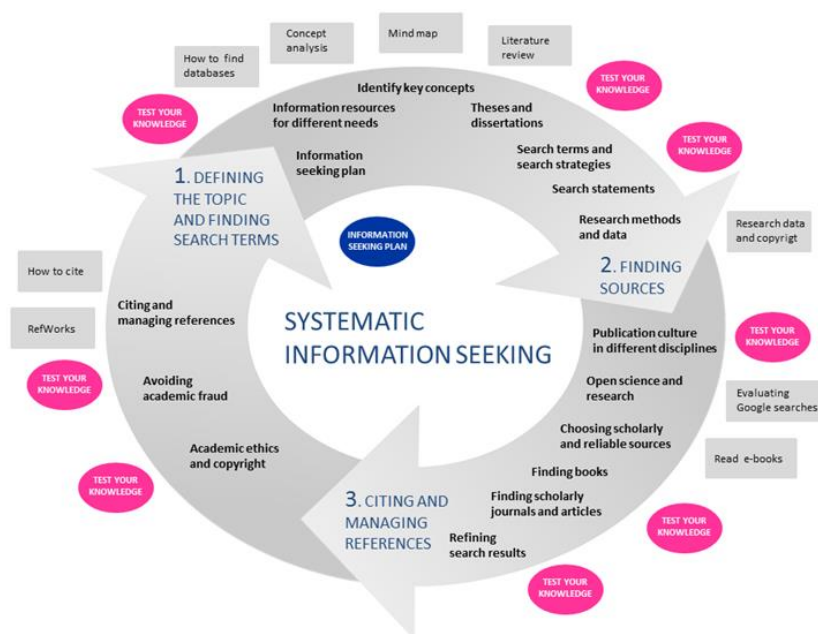 Concept
analysis
Mind map
Literature
review
How to find
databases
TEST YOUR
KNOWLEDGE
TEST YOUR
KNOWLEDGE
TEST YOUR
KNOWLEDGE
Identify key concepts
Information resources
for different needs
Theses and
dissertations
Information
seeking plan
Search terms and
search strategies
Search statements
Research methods
and data
1. DEFINING
THE TOPIC
AND FINDING
SEARCH TERMS
INFORMATION
SEEKING PLAN
Research data
and copyrigt
2. FINDING
SOURCES
How to cite
RefWorks
Citing and
managing references
SYSTEMATIC
INFORMATION SEEKING
Publication culture
in different disciplines
TEST YOUR
KNOWLEDGE
TEST YOUR
KNOWLEDGE
Avoiding
academic fraud
Open science and
research
Evaluating
Google searches
Choosing scholarly
and reliable sources
Read e-books
Academic ethics
and copyright
TEST YOUR
KNOWLEDGE
Finding books
3. CITING AND
MANAGING
REFERENCES
Finding scholarly
journals and articles
Refining
search results
TEST YOUR
KNOWLEDGE
TEST YOUR
KNOWLEDGE